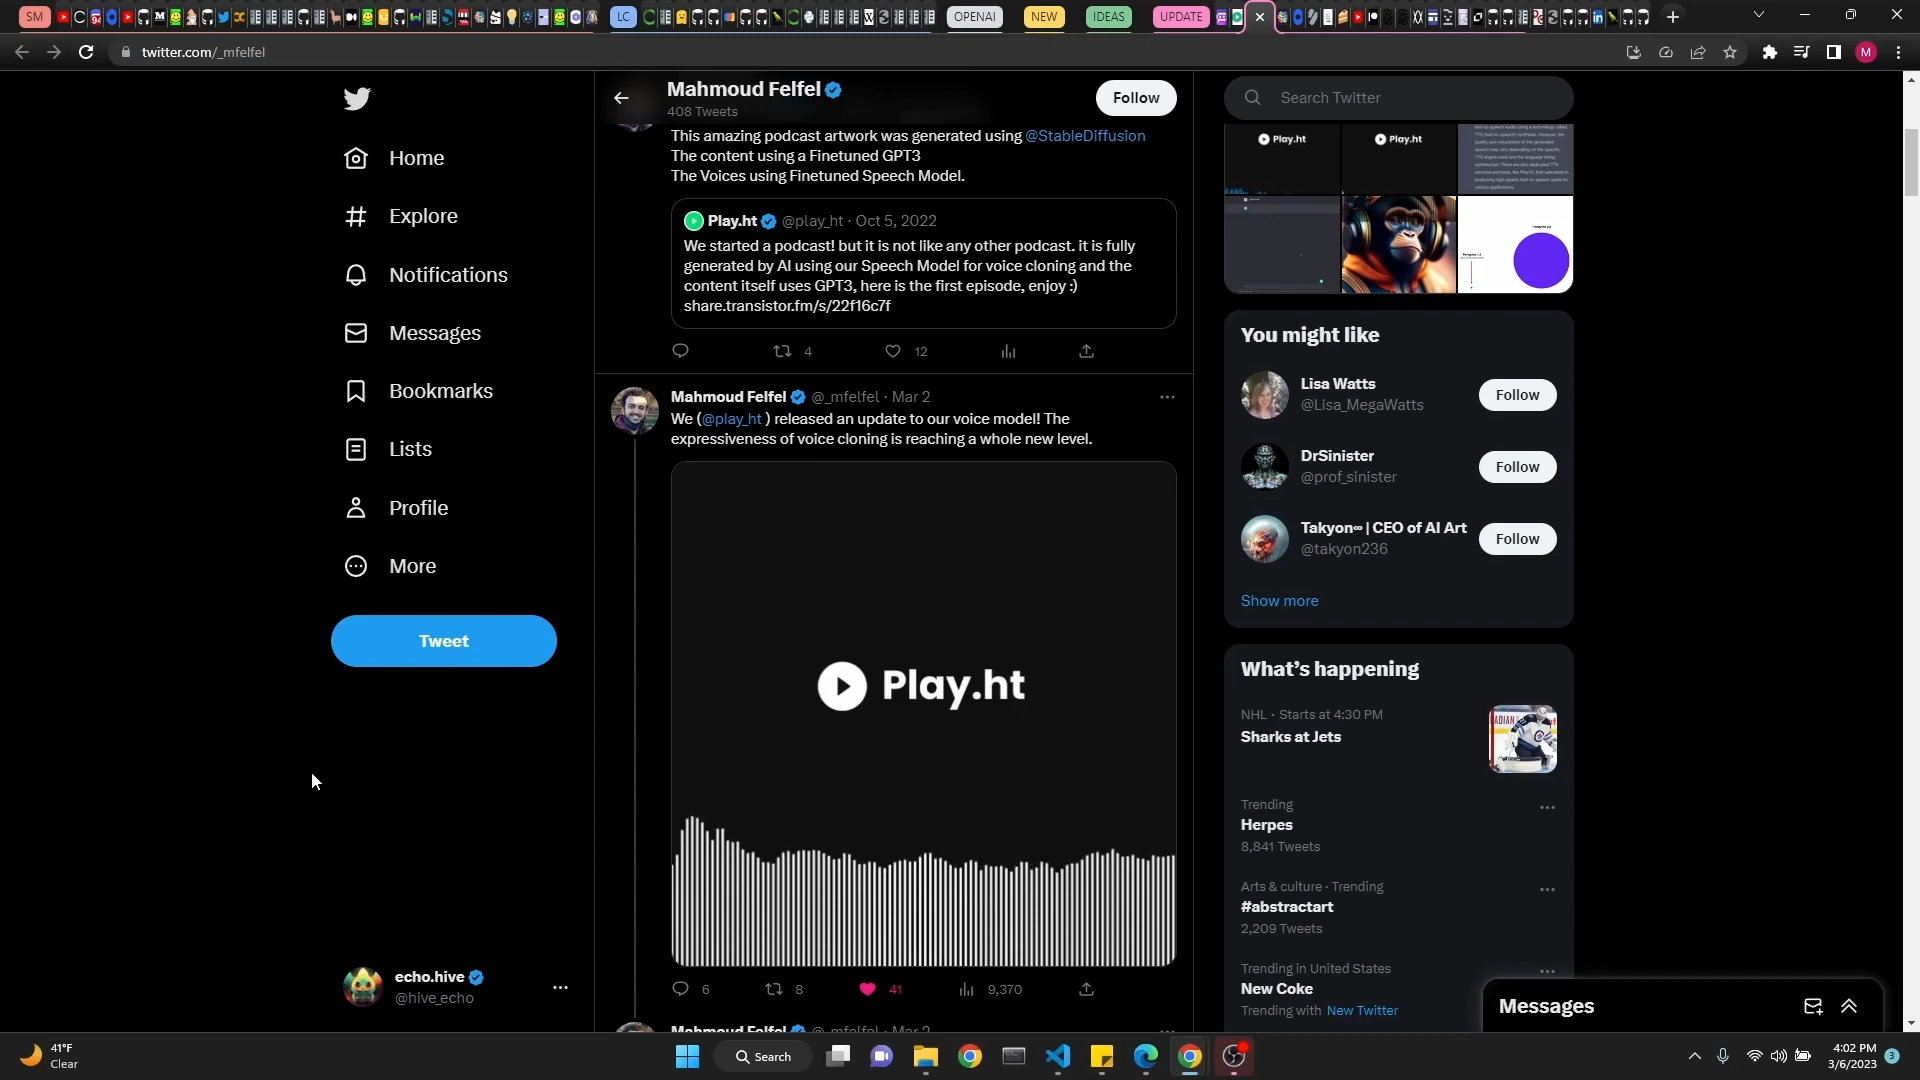 SM
LC
OPENAI
NEW
IDEAS
UPDATE
twitter.com/_mfelfel
M
Home
Explore
Notifications
Messages
Bookmarks
Lists
Profile
More
Tweet
echo.hive
@hive_echo
Mahmoud Felfel
408 Tweets
Follow
This amazing podcast artwork was generated using @StableDiffusion
The content using a Finetuned GPT3
The Voices using Finetuned Speech Model.
Play.ht @play_ht · Oct 5, 2022
We started a podcast! but it is not like any other podcast. it is fully
generated by AI using our Speech Model for voice cloning and the
content itself uses GPT3, here is the first episode, enjoy :)
share.transistor.fm/s/22f16c7f
4 12
Mahmoud Felfel @_mfelfel · Mar 2
We (@play_ht ) released an update to our voice model! The
expressiveness of voice cloning is reaching a whole new level.
Play.ht
6 8 41 9,370
Mahmoud Felfel @_mfelfel · Mar 2
Search Twitter
Play.ht
Play.ht
You might like
Lisa Watts
@Lisa_MegaWatts
Follow
DrSinister
@prof_sinister
Follow
Takyon∞ | CEO of AI Art
@takyon236
Follow
Show more
What's happening
NHL · Starts at 4:30 PM
Sharks at Jets
Trending
Herpes
8,841 Tweets
Arts & culture · Trending
#abstractart
2,209 Tweets
Trending in United States
New Coke
Trending with New Twitter
Messages
41°F
Clear
Search
4:02 PM
3/6/2023
3